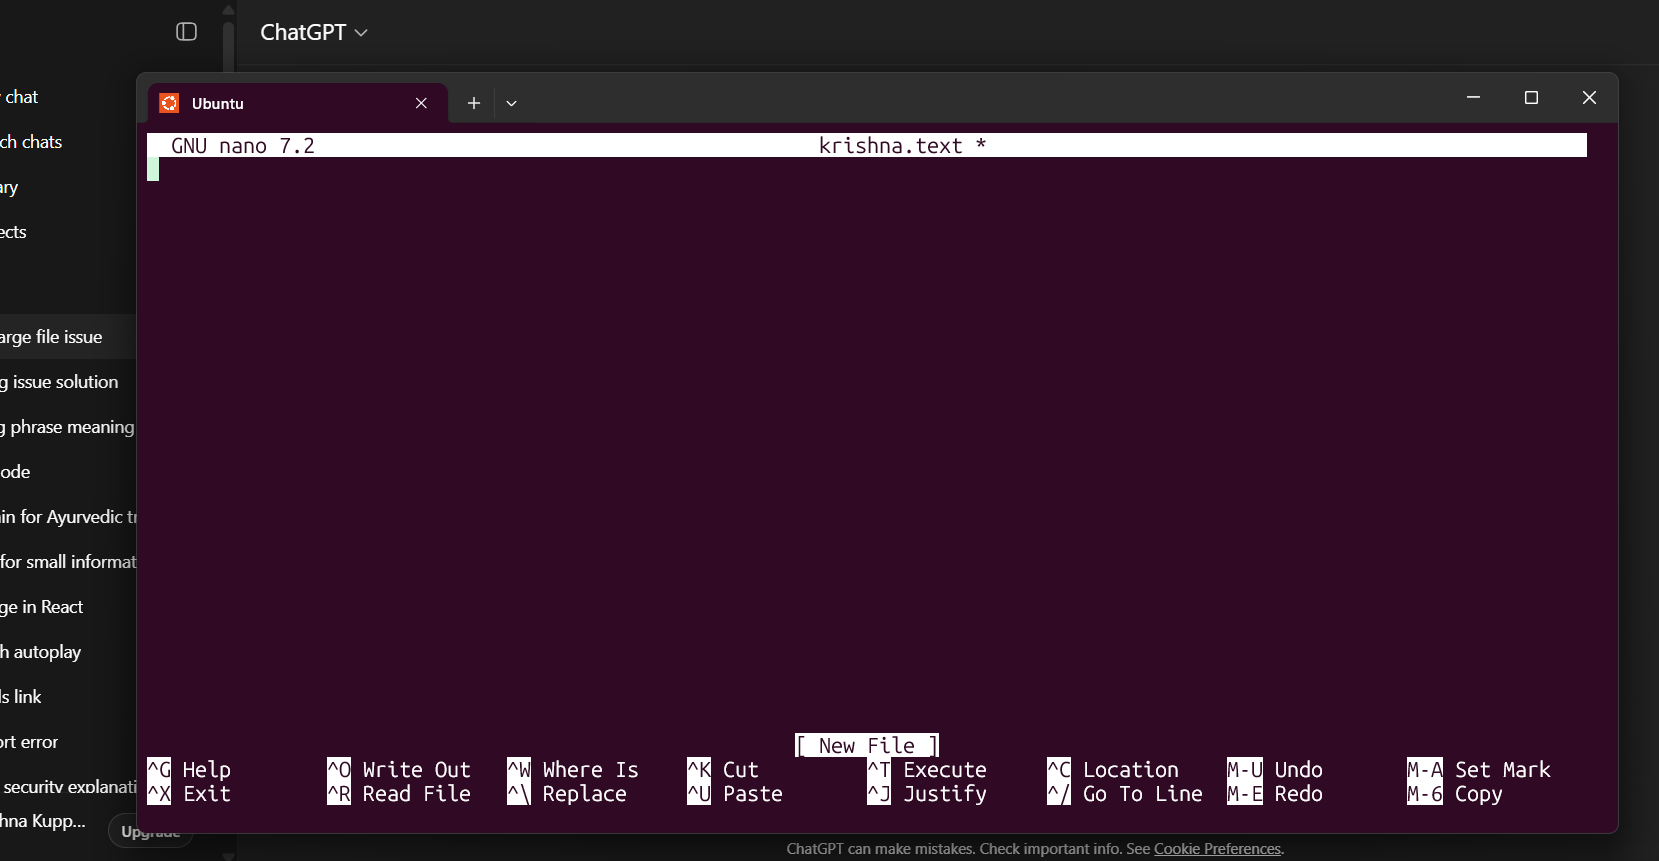 ChatGPT
chat
ch chats
ary
ects
arge file issue
g issue solution
g phrase meaning
ode
in for Ayurvedic tr
for small informat
ge in React
h autoplay
ls link
ort error
security explanati
hna Kupp...
Upgrade
Ubuntu
GNU nano 7.2 krishna.text *
[ New File ]
^G Help ^O Write Out ^W Where Is ^K Cut ^T Execute ^C Location M-U Undo M-A Set Mark
^X Exit ^R Read File ^\ Replace ^U Paste ^J Justify ^/ Go To Line M-E Redo M-6 Copy
ChatGPT can make mistakes. Check important info. See Cookie Preferences.